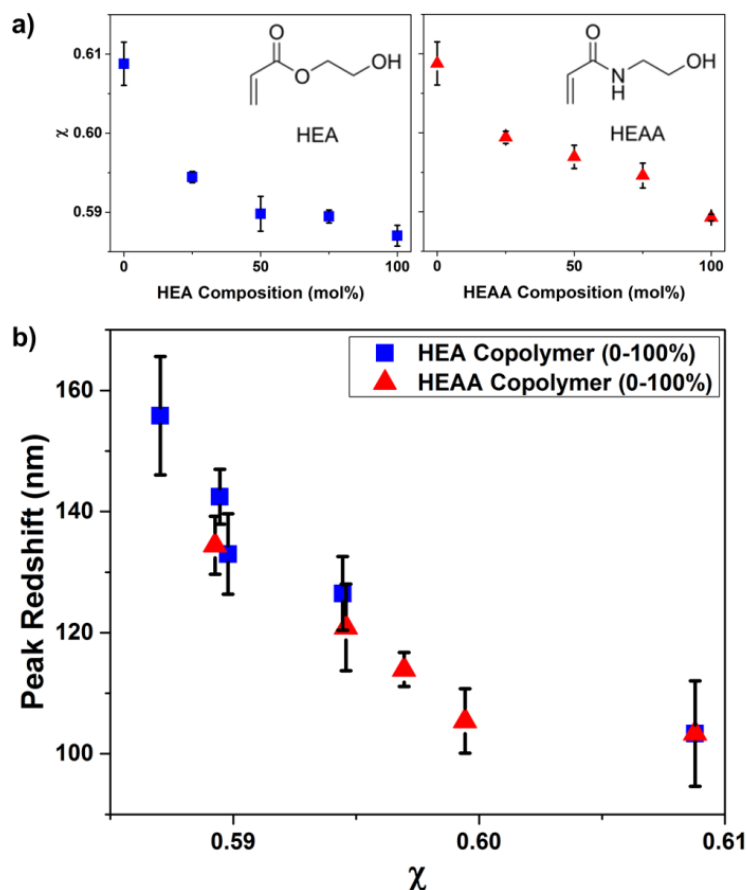 a)
0.61
0.60
0.59
χ
O
O
OH
HEA
0
50
100
HEA Composition (mol%)
O
N
H
OH
HEAA
0
50
100
HEAA Composition (mol%)
b)
HEA Copolymer (0-100%)
HEAA Copolymer (0-100%)
160
140
120
100
Peak Redshift (nm)
0.59
0.60
0.61
χ